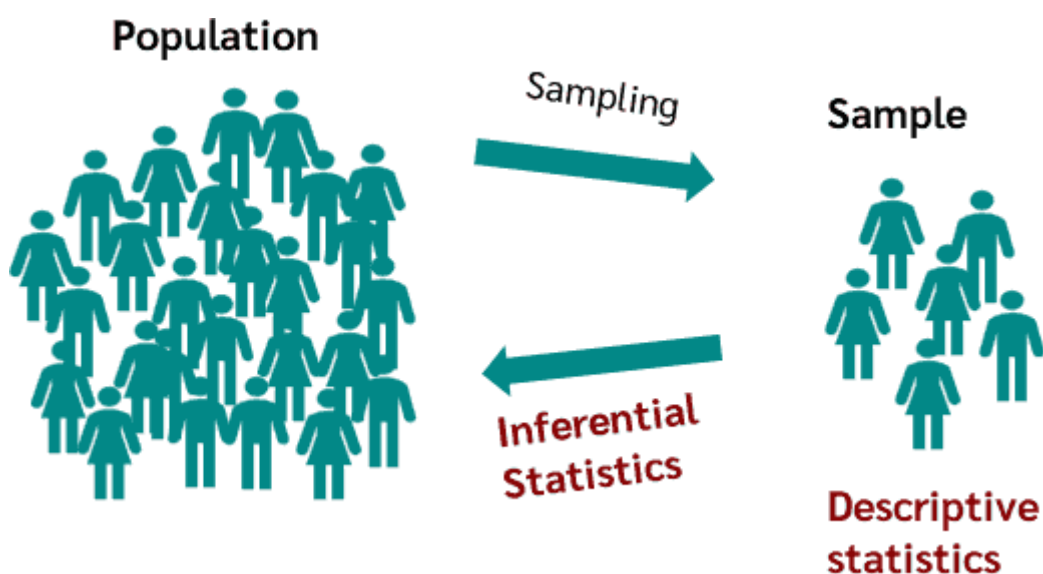 Population
Sampling
Sample
Inferential
Statistics
Descriptive
statistics